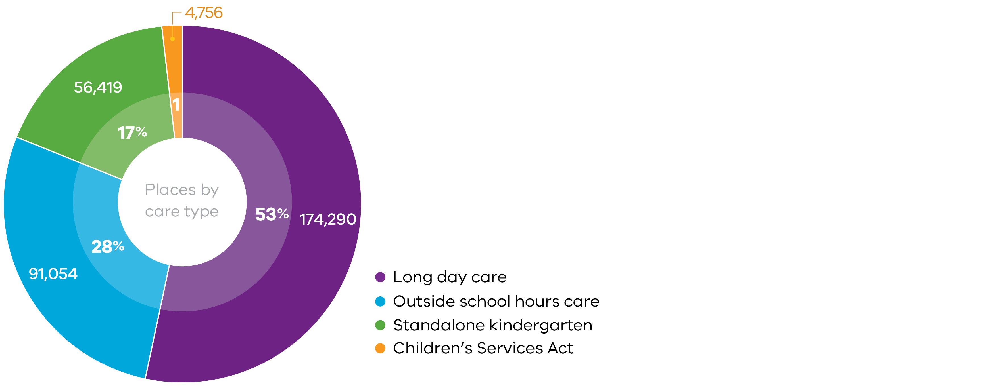 4,756
56,419
1
17%
Places by
care type
53%
174,290
28%
91,054
Long day care
Outside school hours care
Standalone kindergarten
Children’s Services Act